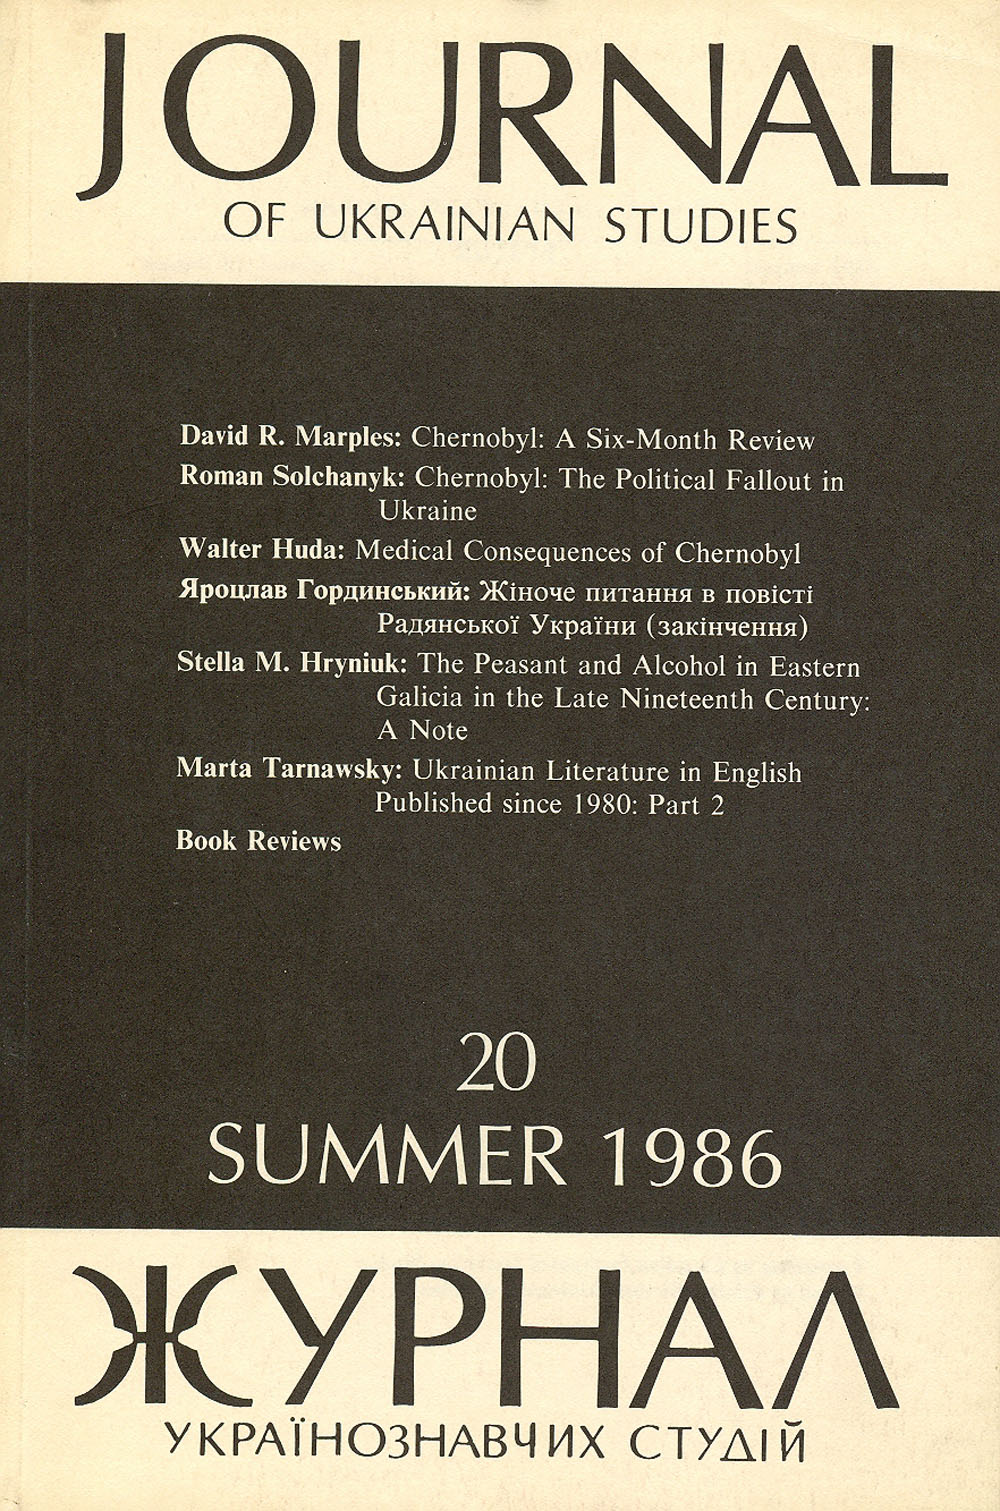 JOURNAL
OF UKRAINIAN STUDIES
David R. Marples: Chernobyl: A Six-Month Review
Roman Solchanyk: Chernobyl: The Political Fallout in
Ukraine
Walter Huda: Medical Consequences of Chernobyl
Яроцлав Гординський: Жіноче питання в повісті
Радянської України (закінчення)
Stella M. Hryniuk: The Peasant and Alcohol in Eastern
Galicia in the Late Nineteenth Century:
A Note
Marta Tarnawsky: Ukrainian Literature in English
Published since 1980: Part 2
Book Reviews
20
SUMMER 1986
ЖУРНАЛ
УКРАЇНОЗНАВЧИХ СТУДІЙ